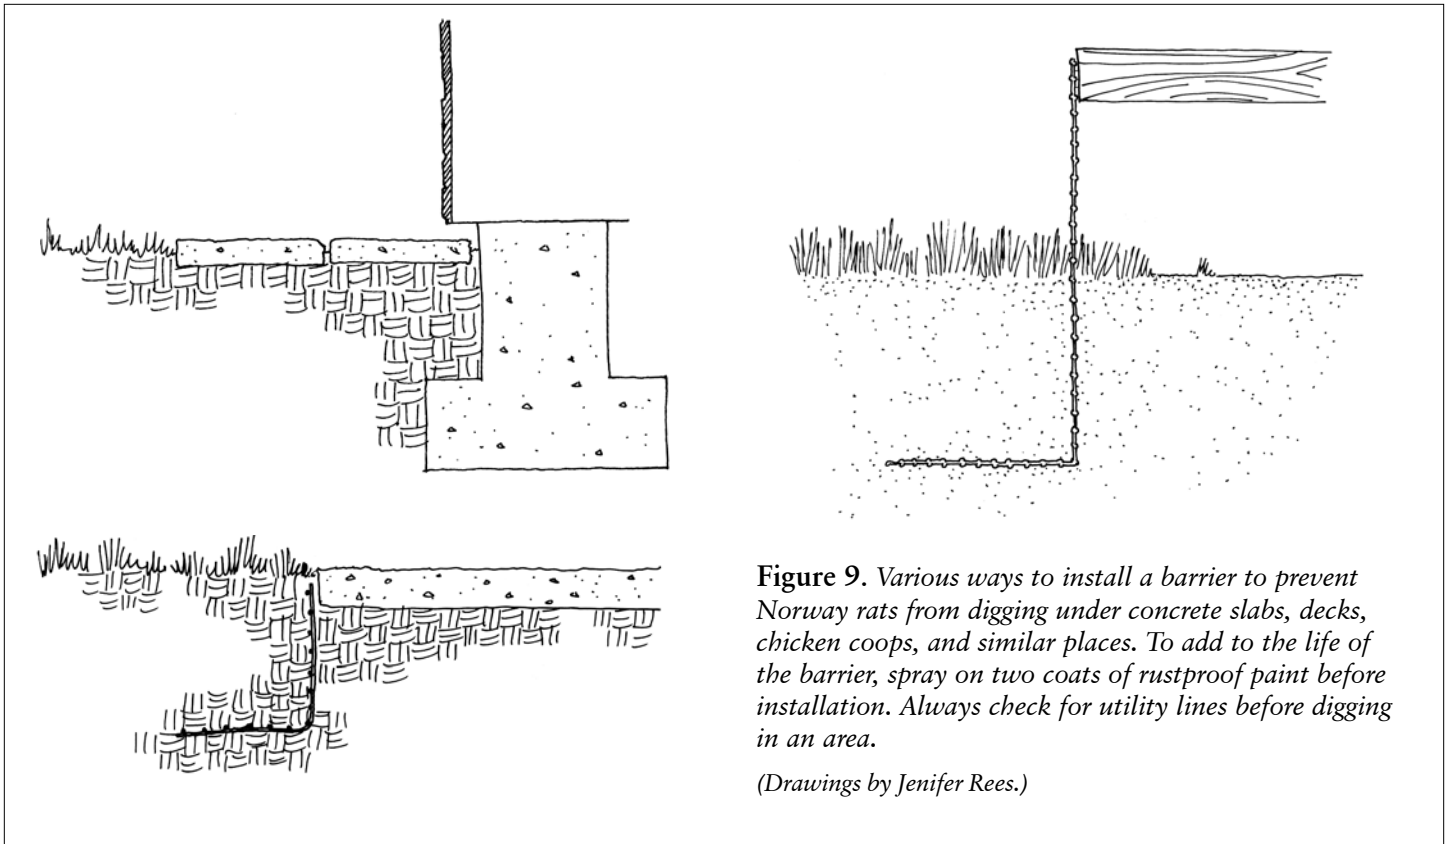 Figure 9. Various ways to install a barrier to prevent
Norway rats from digging under concrete slabs, decks,
chicken coops, and similar places. To add to the life of
the barrier, spray on two coats of rustproof paint before
installation. Always check for utility lines before digging
in an area.
(Drawings by Jenifer Rees.)